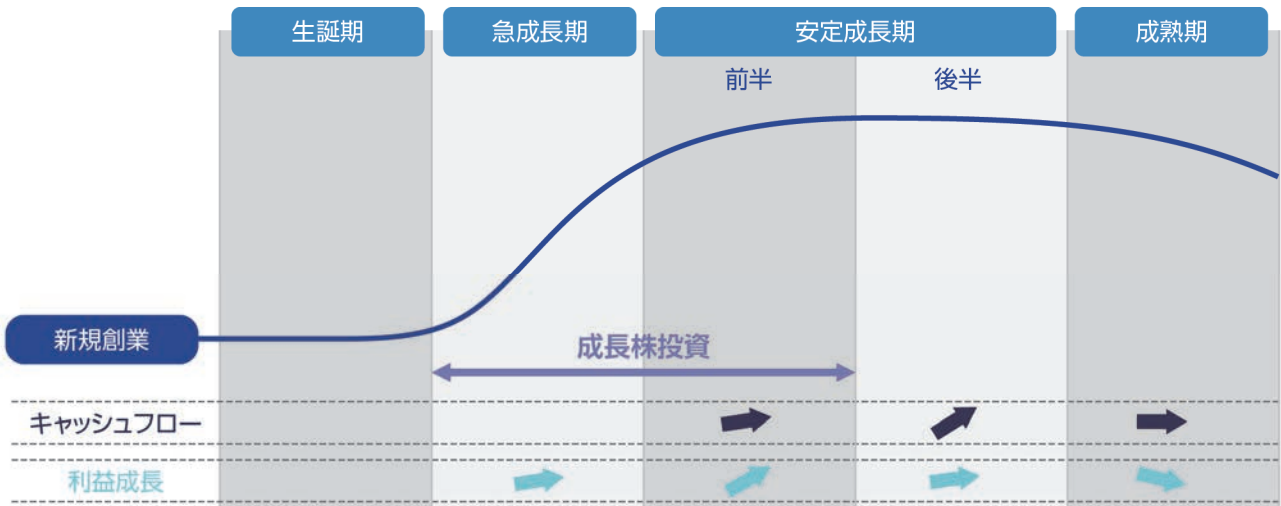 生誕期
急成長期
安定成長期
成熟期
前半
後半
新規創業
成長株投資
キャッシュフロー
利益成長